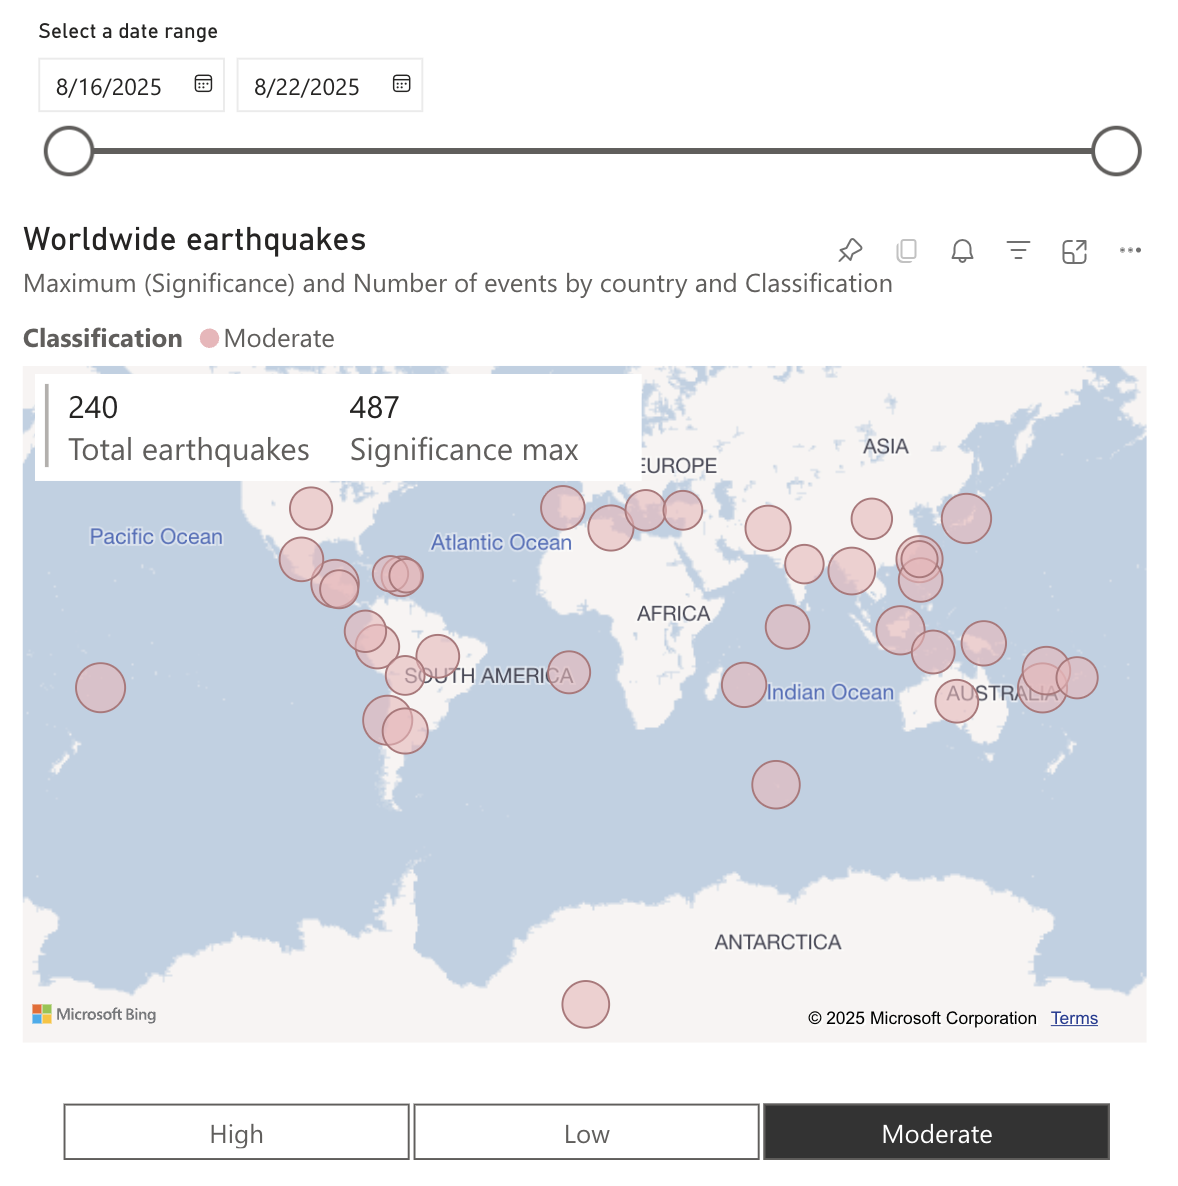 Select a date range
8/16/2025 8/22/2025
Worldwide earthquakes
Maximum (Significance) and Number of events by country and Classification
Classification Moderate
240 487
Total earthquakes Significance max
EUROPE
ASIA
Pacific Ocean
Atlantic Ocean
AFRICA
SOUTH AMERICA
Indian Ocean
AUSTRALIA
ANTARCTICA
Microsoft Bing
© 2025 Microsoft Corporation Terms
High Low Moderate